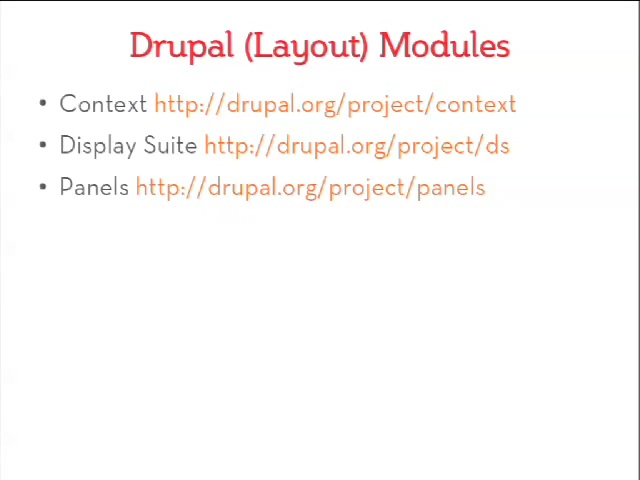 Drupal (Layout) Modules
• Context http://drupal.org/project/context
• Display Suite http://drupal.org/project/ds
• Panels http://drupal.org/project/panels